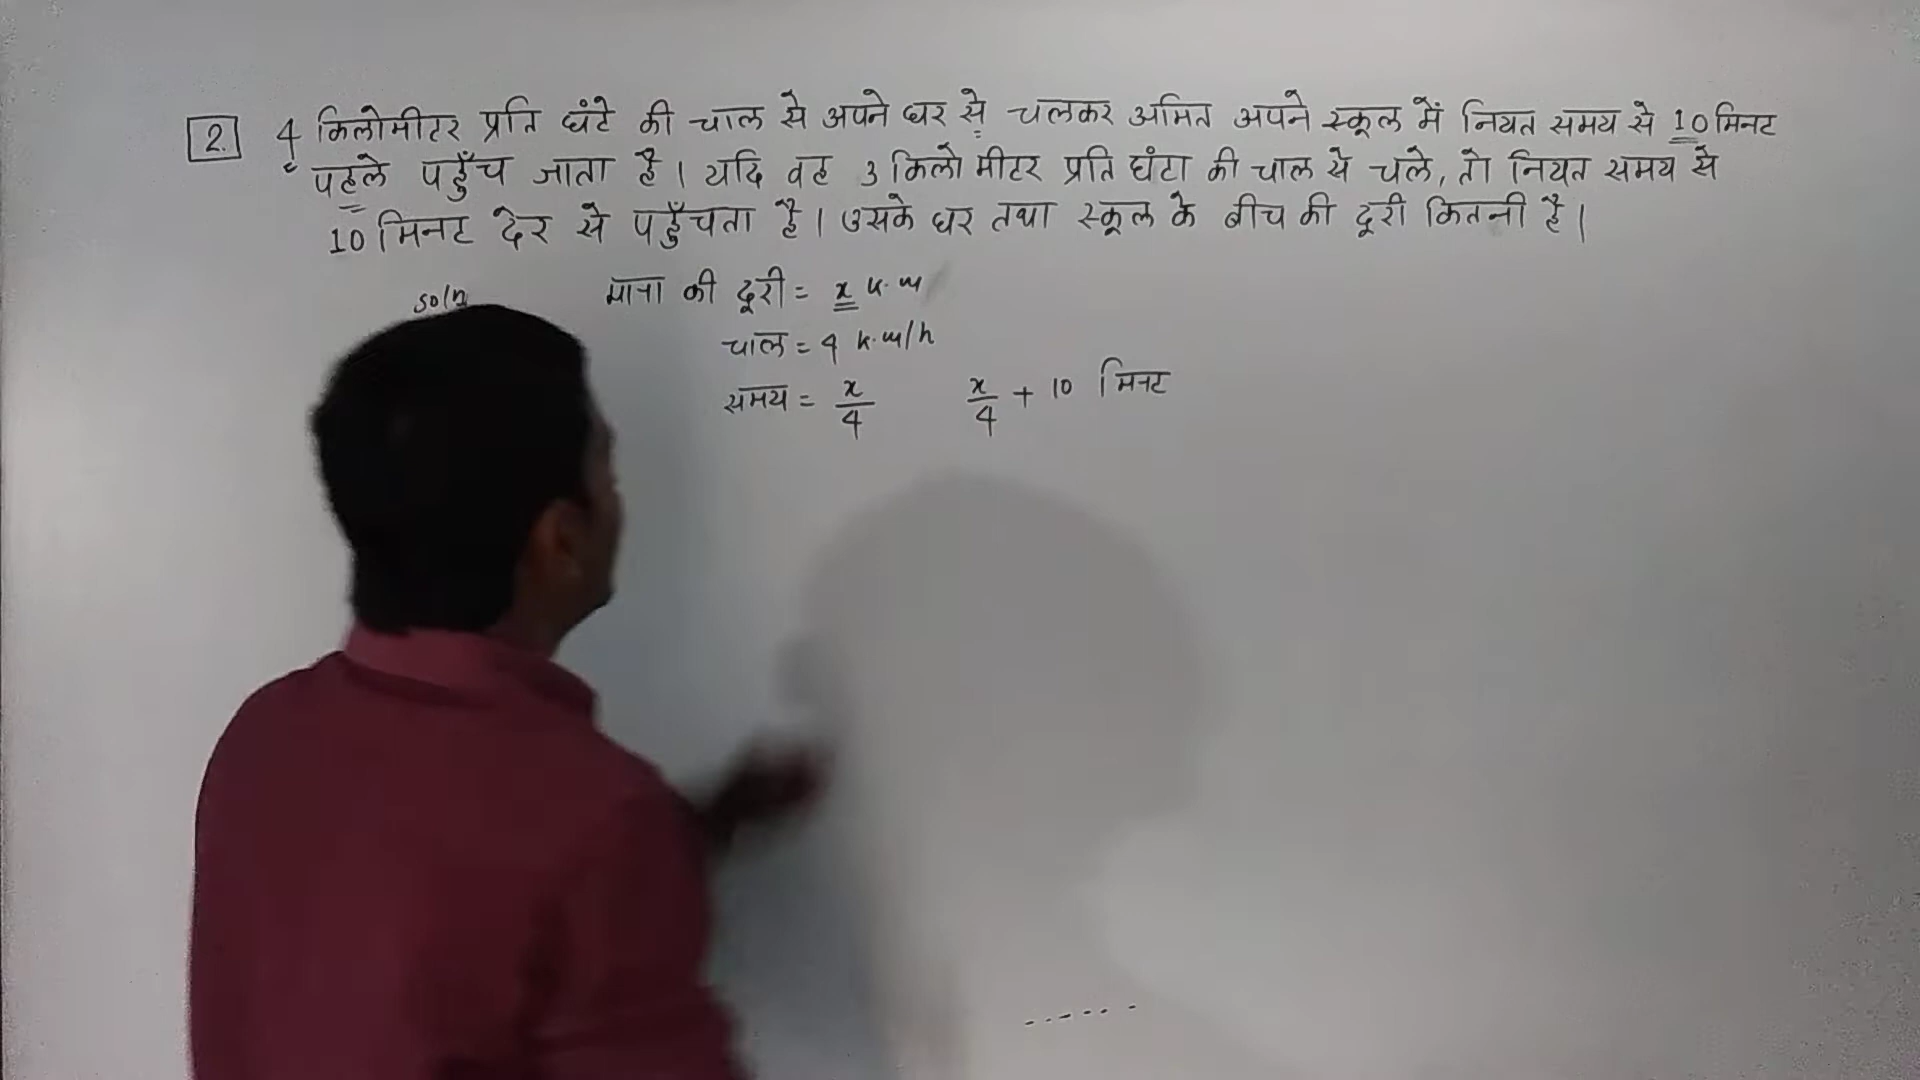 2. 4 किलोमीटर प्रति घंटे की चाल से अपने घर से चलकर अमित अपने स्कूल में नियत समय से 10 मिनट
पहले पहुँच जाता है। यदि वह 3 किलो मीटर प्रति घंटा की चाल से चले, तो नियत समय से
10 मिनट देर से पहुँचता है। उसके घर तथा स्कूल के बीच की दूरी कितनी है।
soln माना की दूरी = x k.m
चाल = 4 k.m/h
समय = x/4 x/4 + 10 मिनट